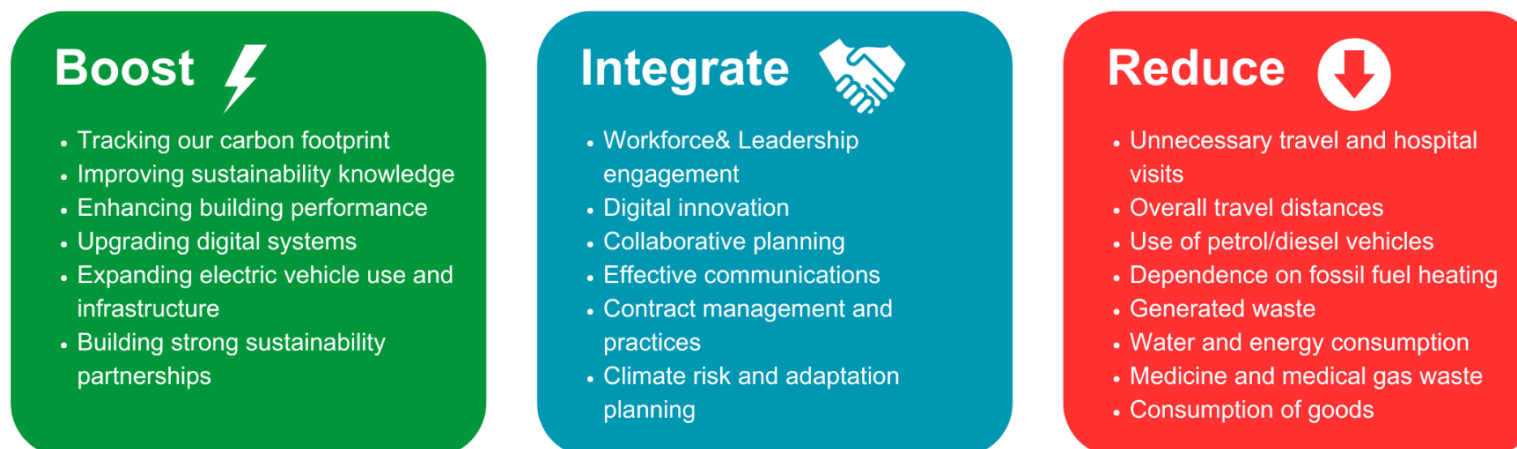 Boost
• Tracking our carbon footprint
• Improving sustainability knowledge
• Enhancing building performance
• Upgrading digital systems
• Expanding electric vehicle use and
infrastructure
• Building strong sustainability
partnerships
Integrate
• Workforce& Leadership
engagement
• Digital innovation
• Collaborative planning
• Effective communications
• Contract management and
practices
• Climate risk and adaptation
planning
Reduce
• Unnecessary travel and hospital
visits
• Overall travel distances
• Use of petrol/diesel vehicles
• Dependence on fossil fuel heating
• Generated waste
• Water and energy consumption
• Medicine and medical gas waste
• Consumption of goods